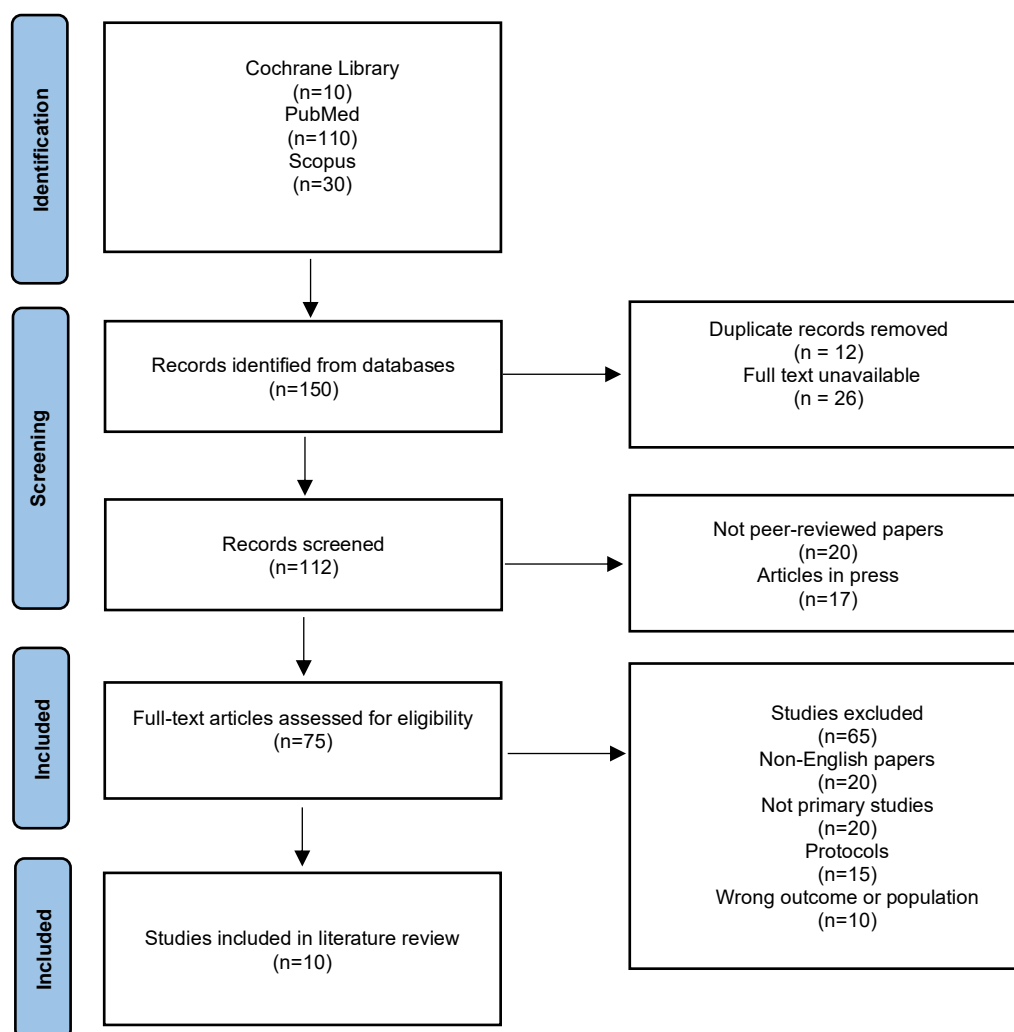 Identification
Cochrane Library
(n=10)
PubMed
(n=110)
Scopus
(n=30)
Screening
Records identified from databases
(n=150)
Duplicate records removed
(n = 12)
Full text unavailable
(n = 26)
Records screened
(n=112)
Not peer-reviewed papers
(n=20)
Articles in press
(n=17)
Included
Full-text articles assessed for eligibility
(n=75)
Studies excluded
(n=65)
Non-English papers
(n=20)
Not primary studies
(n=20)
Protocols
(n=15)
Wrong outcome or population
(n=10)
Included
Studies included in literature review
(n=10)